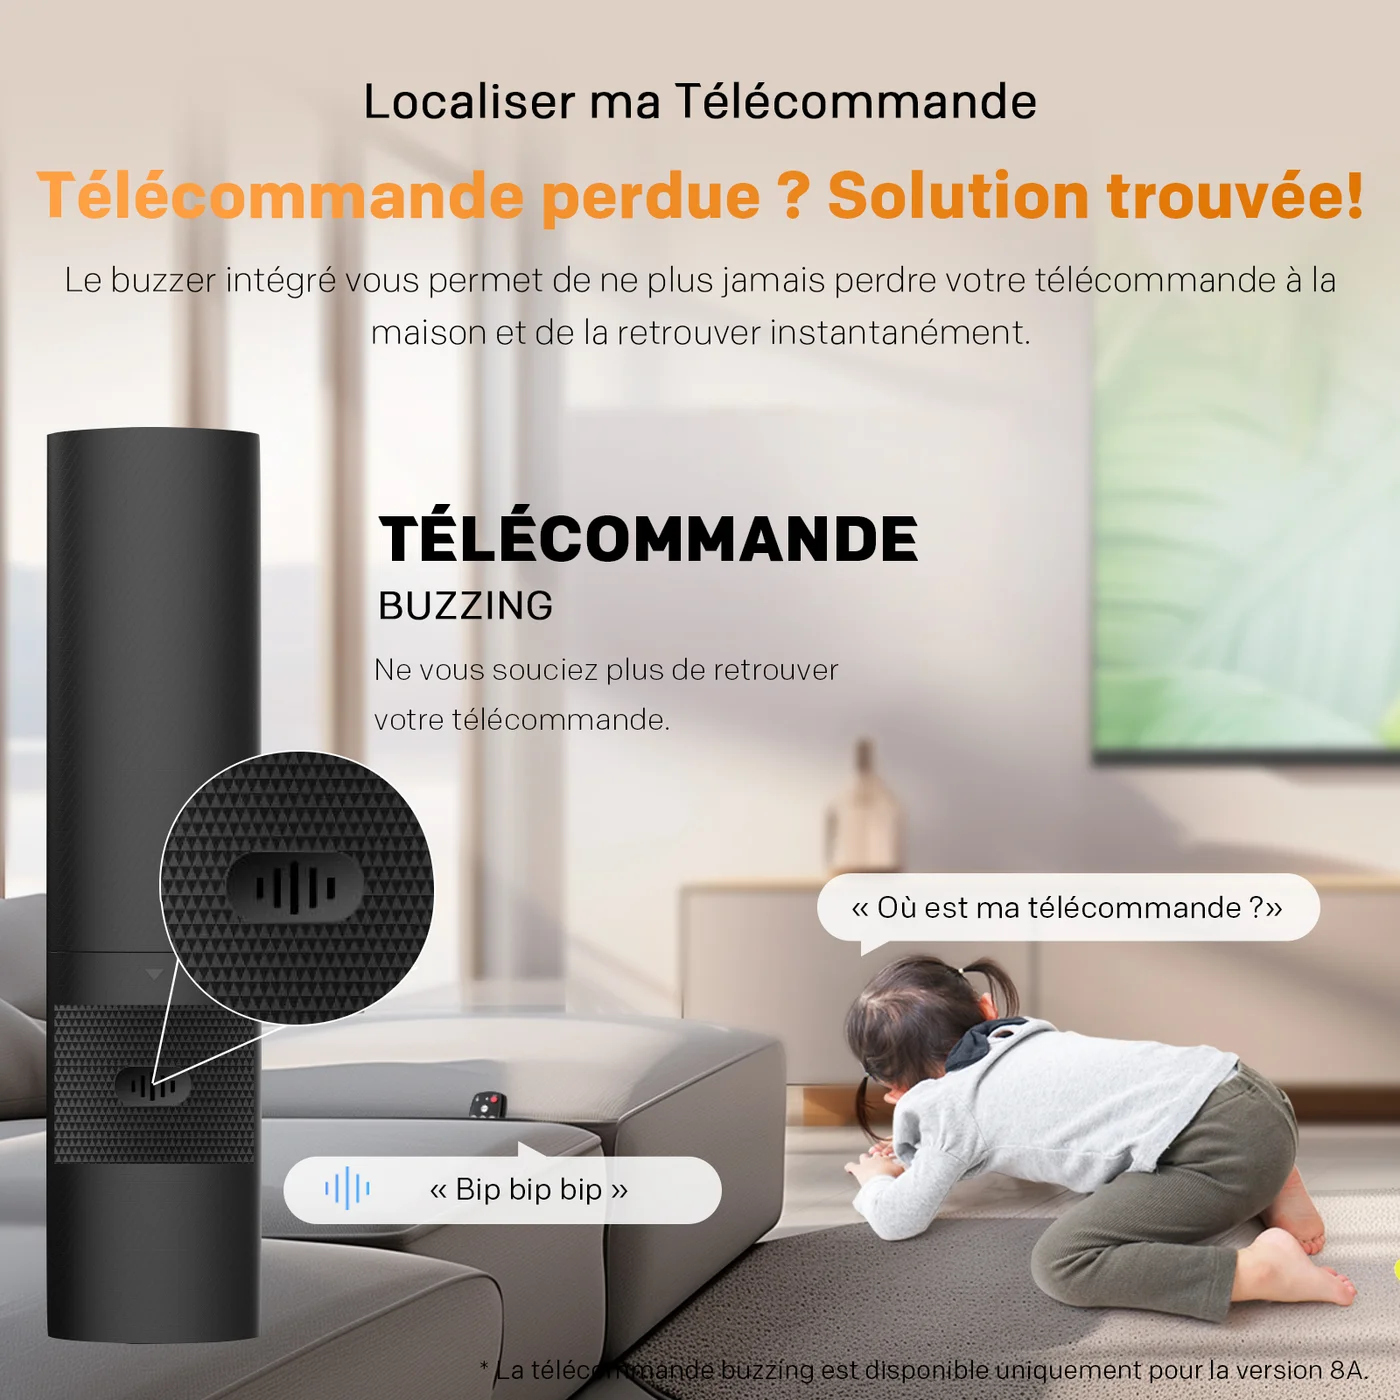 Localiser ma Télécommande
Télécommande perdue ? Solution trouvée!
Le buzzer intégré vous permet de ne plus jamais perdre votre télécommande à la
maison et de la retrouver instantanément.
TÉLÉCOMMANDE
BUZZING
Ne vous souciez plus de retrouver
votre télécommande.
« Où est ma télécommande ?»
« Bip bip bip »
* La télécommande buzzing est disponible uniquement pour la version 8A.